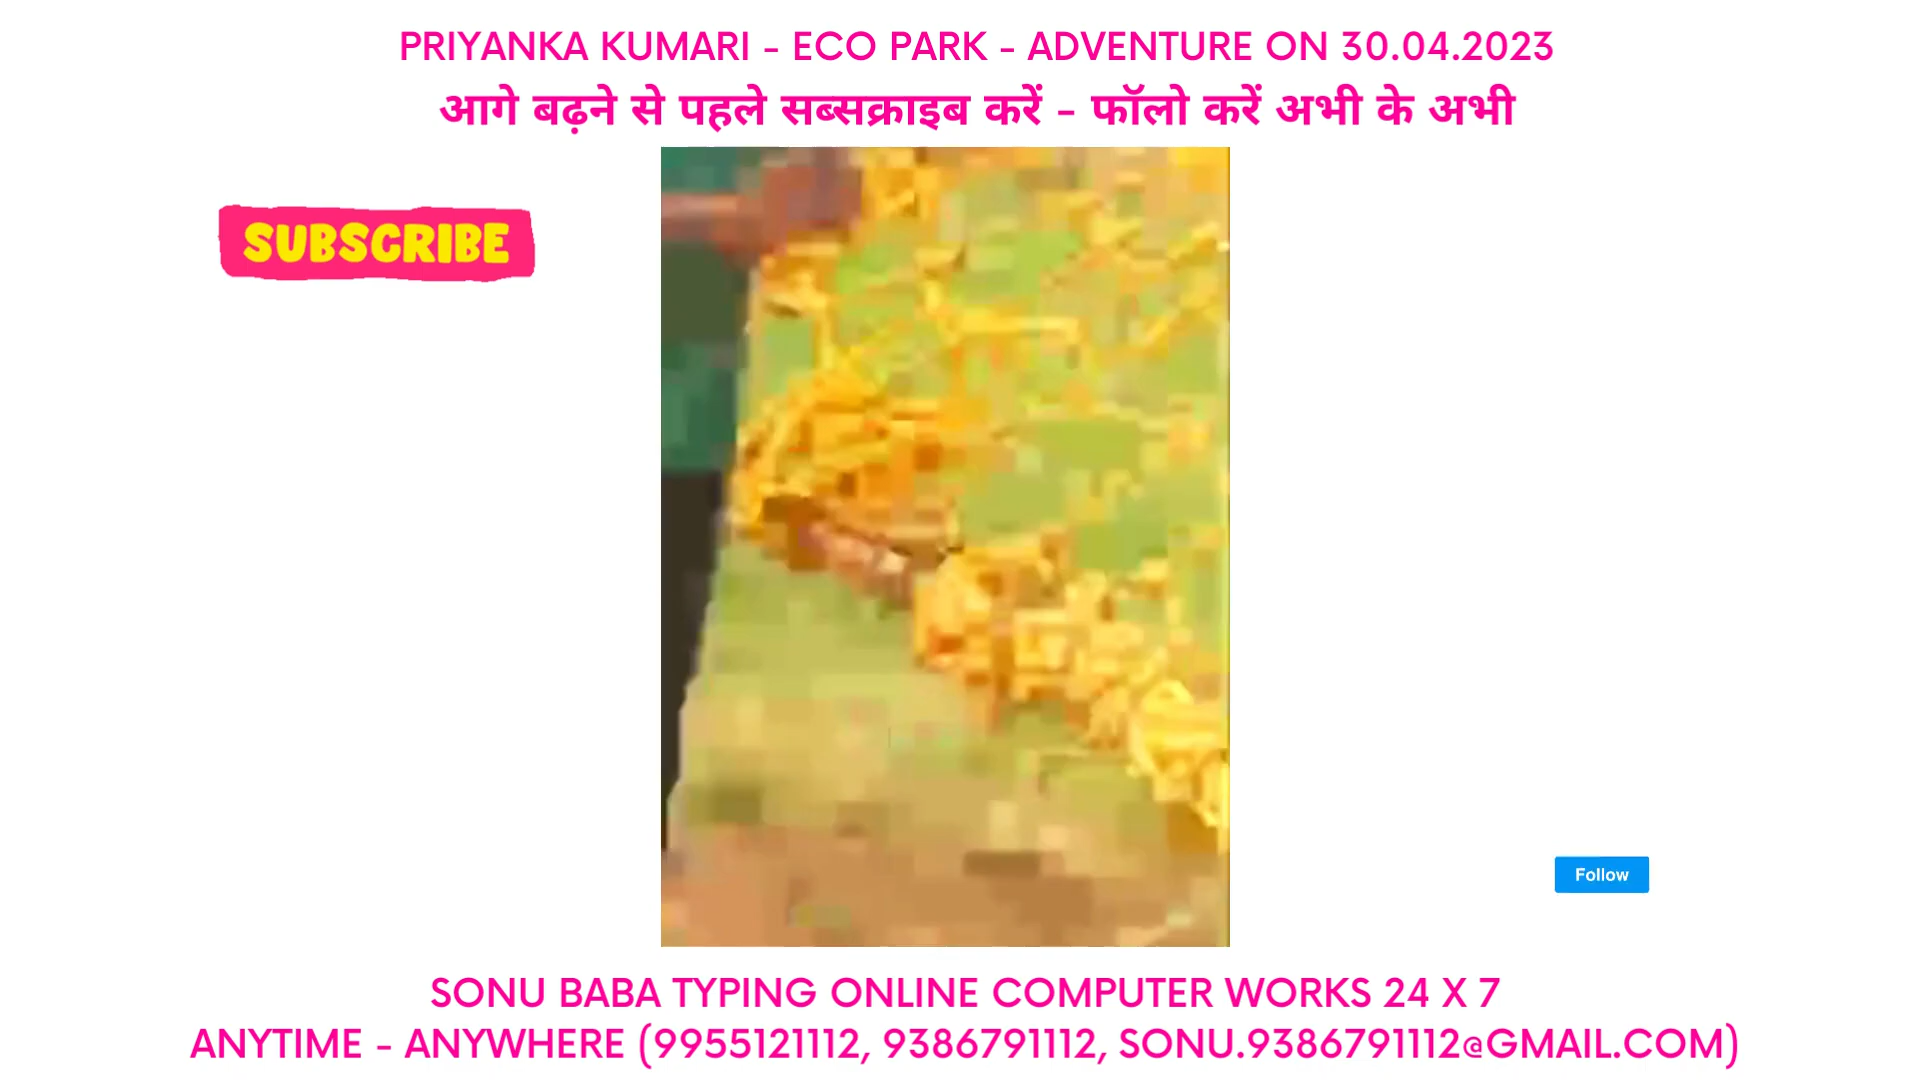 PRIYANKA KUMARI - ECO PARK - ADVENTURE ON 30.04.2023
आगे बढ़ने से पहले सब्सक्राइब करें - फॉलो करें अभी के अभी
SUBSCRIBE
Follow
SONU BABA TYPING ONLINE COMPUTER WORKS 24 X 7
ANYTIME - ANYWHERE (9955121112, 9386791112, SONU.9386791112@GMAIL.COM)